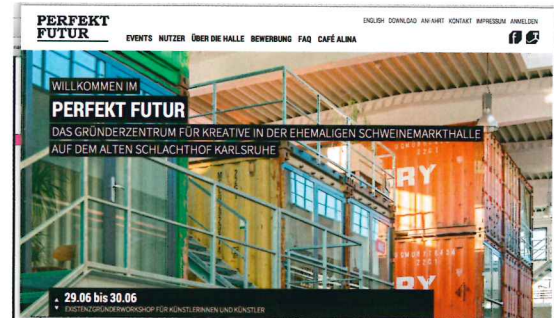 PERFEKT
FUTUR
ENGLISH DOWNLOAD ANFAHRT KONTAKT IMPRESSUM ANMELDEN
EVENTS NUTZER ÜBER DIE HALLE BEWERBUNG FAQ CAFÉ ALINA
WILLKOMMEN IM
PERFEKT FUTUR
DAS GRÜNDERZENTRUM FÜR KREATIVE IN DER EHEMALIGEN SCHWEINEMARKTHALLE
AUF DEM ALTEN SCHLACHTHOF KARLSRUHE
RY
RY
29.06 bis 30.06
EXISTENZGRÜNDERWORKSHOP FÜR KÜNSTLERINNEN UND KÜNSTLER